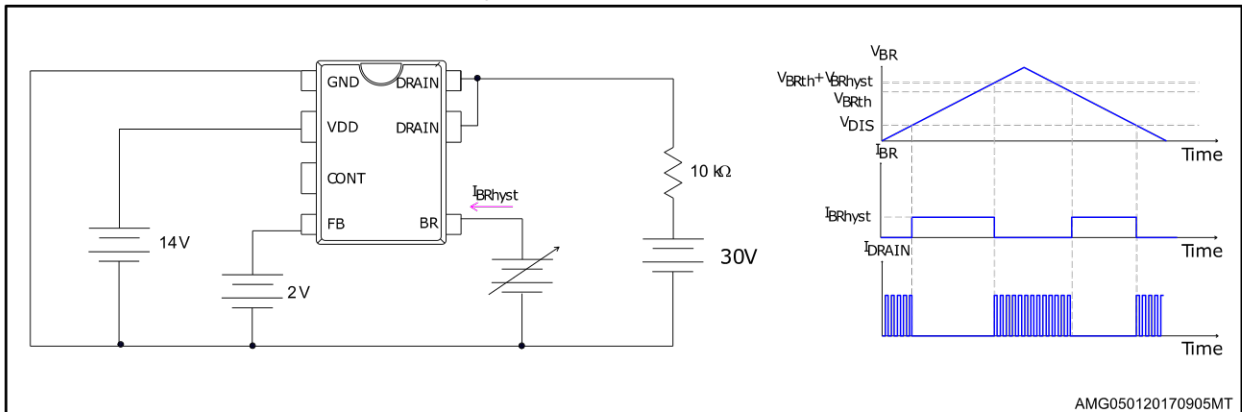 GND
DRAIN
VDD
DRAIN
CONT
FB
BR
IBRhyst
14V
2V
10 kΩ
30V
VBR
VBRth+VBRhyst
VBRth
VDIS
Time
IBR
IBRhyst
Time
IDRAIN
Time
AMG050120170905MT